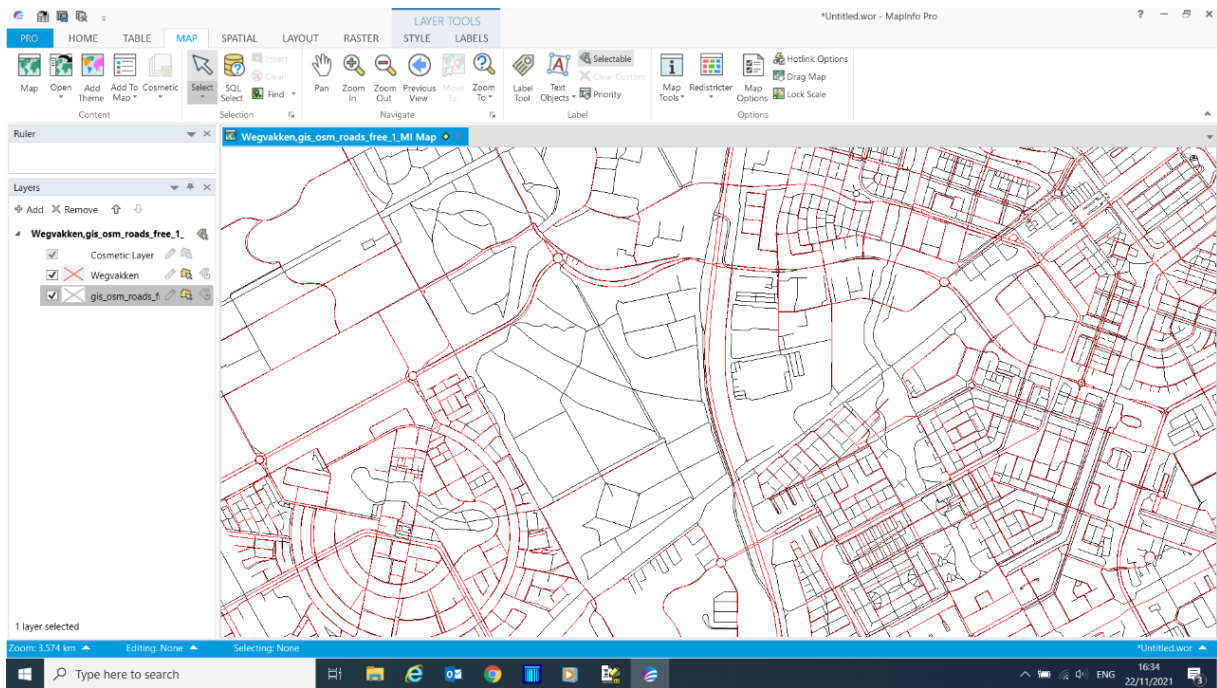 *Untitled.wor - MapInfo Pro
LAYER TOOLS
PRO HOME TABLE MAP SPATIAL LAYOUT RASTER STYLE LABELS
Map Open Add Theme Add To Map Cosmetic
Content
Select SQL Select Invert Clear Find
Selection
Pan Zoom In Zoom Out Previous View Move To Zoom To
Navigate
Label Tool Text Objects Selectable Clear Custom Priority
Label
Map Tools Redistricter Map Options Hotlink Options Drag Map Lock Scale
Options
Ruler
Wegvakken,gis_osm_roads_free_1_MI Map
Layers
Add Remove
Wegvakken,gis_osm_roads_free_1_
Cosmetic Layer
Wegvakken
gis_osm_roads_f
1 layer selected
Zoom: 3.574 km Editing: None Selecting: None *Untitled.wor
Type here to search
ENG
16:34
22/11/2021
3